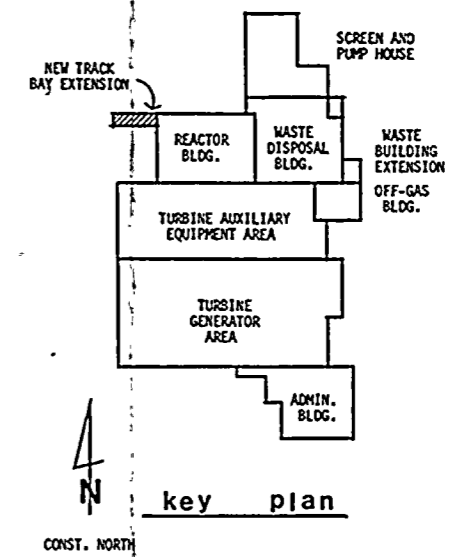 SCREEN AND
PUMP HOUSE
NEW TRACK
BAY EXTENSION
REACTOR
BLDG.
WASTE
DISPOSAL
BLDG.
WASTE
BUILDING
EXTENSION
OFF-GAS
BLDG.
TURBINE AUXILIARY
EQUIPMENT AREA
TURBINE
GENERATOR
AREA
ADMIN.
BLDG.
N
key plan
CONST. NORTH